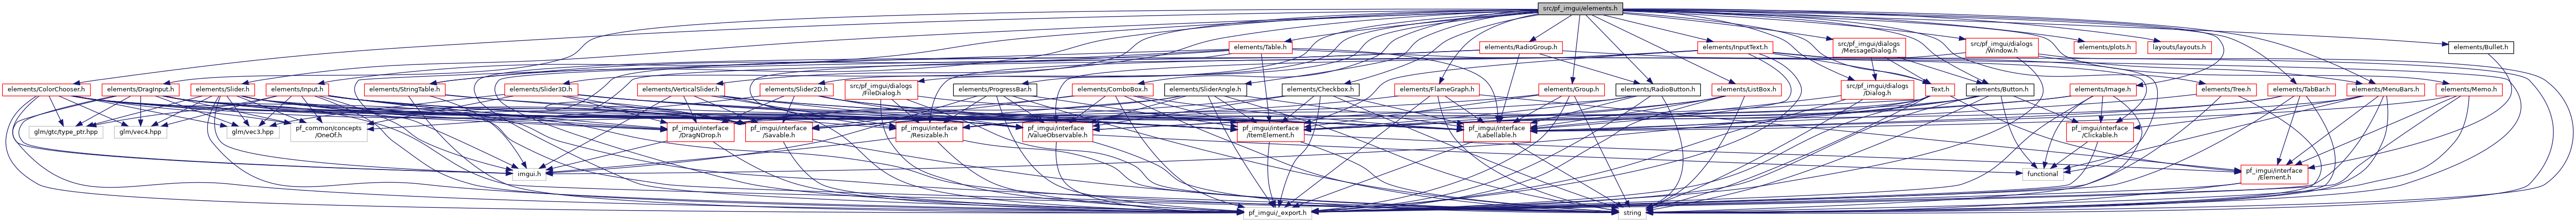 src/pf_imgui/elements.h
elements/Table.h
elements/RadioGroup.h
elements/InputText.h
src/pf_imgui/dialogs
/MessageDialog.h
src/pf_imgui/dialogs
/Window.h
elements/plots.h
layouts/layouts.h
elements/Bullet.h
elements/ColorChooser.h
elements/DragInput.h
elements/Slider.h
elements/Input.h
elements/StringTable.h
elements/Slider3D.h
elements/VerticalSlider.h
elements/Slider2D.h
src/pf_imgui/dialogs
/FileDialog.h
elements/ProgressBar.h
elements/ComboBox.h
elements/SliderAngle.h
elements/Checkbox.h
elements/FlameGraph.h
elements/Group.h
elements/RadioButton.h
elements/ListBox.h
src/pf_imgui/dialogs
/Dialog.h
Text.h
elements/Button.h
elements/Image.h
elements/Tree.h
elements/TabBar.h
elements/MenuBars.h
elements/Memo.h
glm/gtc/type_ptr.hpp
glm/vec4.hpp
glm/vec3.hpp
pf_common/concepts
/OneOf.h
pf_imgui/interface
/DragNDrop.h
pf_imgui/interface
/Savable.h
pf_imgui/interface
/Resizable.h
pf_imgui/interface
/ValueObservable.h
pf_imgui/interface
/ItemElement.h
pf_imgui/interface
/Labellable.h
pf_imgui/interface
/Clickable.h
imgui.h
functional
pf_imgui/interface
/Element.h
pf_imgui/_export.h
string